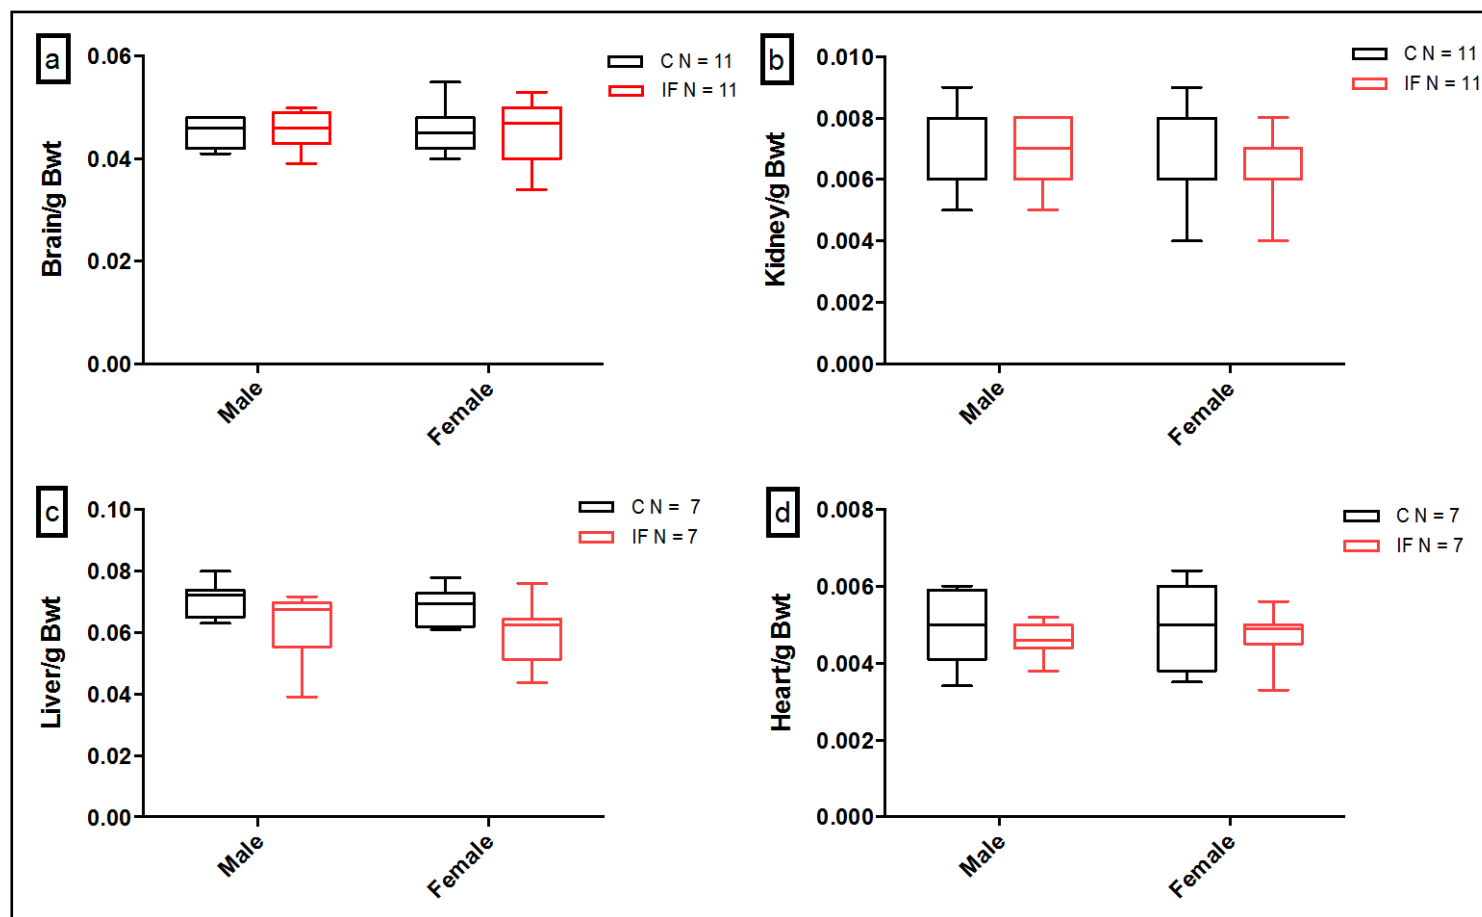 a
0.06
0.04
0.02
0.00
Brain/g Bwt
C N = 11
IF N = 11
Male
Female
b
0.010
0.008
0.006
0.004
0.002
0.000
Kidney/g Bwt
C N = 11
IF N = 11
Male
Female
c
0.10
0.08
0.06
0.04
0.02
0.00
Liver/g Bwt
C N = 7
IF N = 7
Male
Female
d
0.008
0.006
0.004
0.002
0.000
Heart/g Bwt
C N = 7
IF N = 7
Male
Female